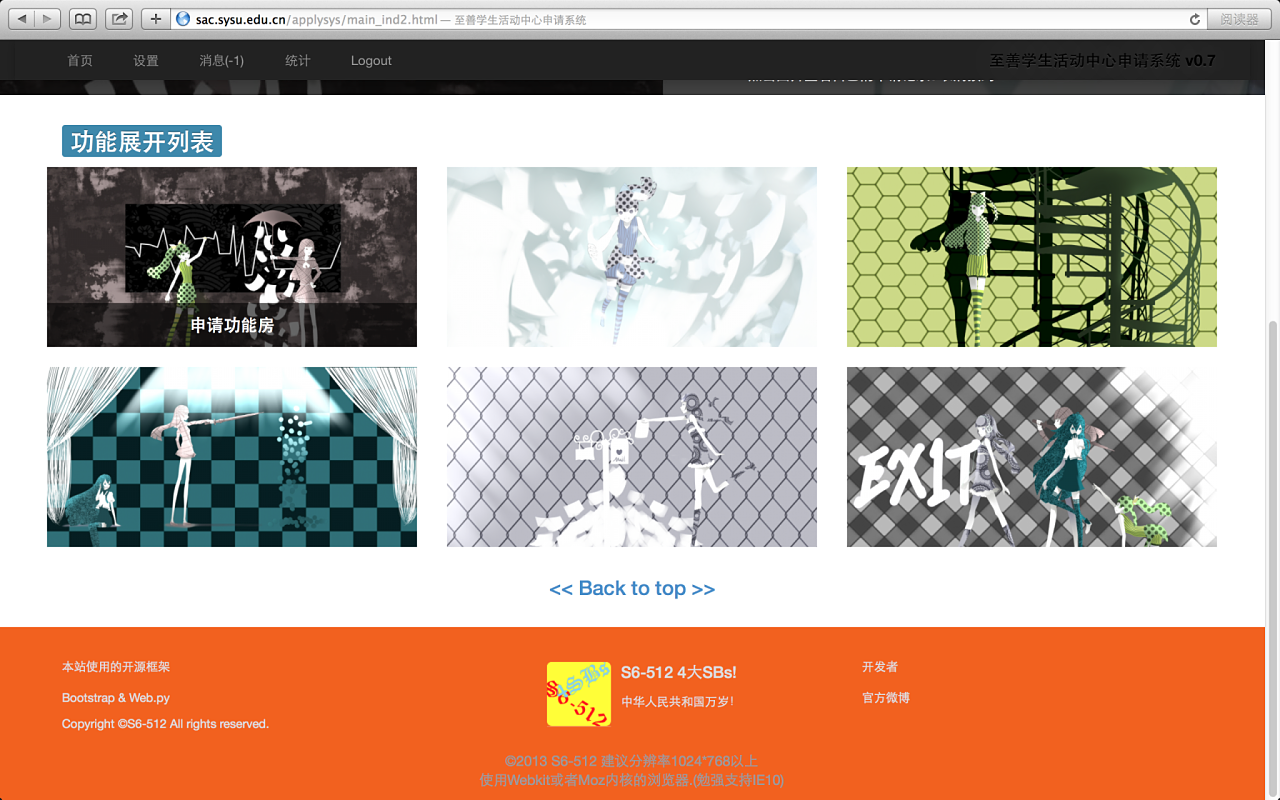 sac.sysu.edu.cn/applysys/main_ind2.html — 至善学生活动中心申请系统
阅读器
首页 设置 消息(-1) 统计 Logout
至善学生活动中心申请系统 v0.7
功能展开列表
申请功能房
Mail
EXIT
<< Back to top >>
本站使用的开源框架
Bootstrap & Web.py
Copyright ©S6-512 All rights reserved.
4SBs
S6-512
S6-512 4大SBs!
中华人民共和国万岁!
开发者
官方微博
©2013 S6-512 建议分辨率1024*768以上
使用Webkit或者Moz内核的浏览器.(勉强支持IE10)